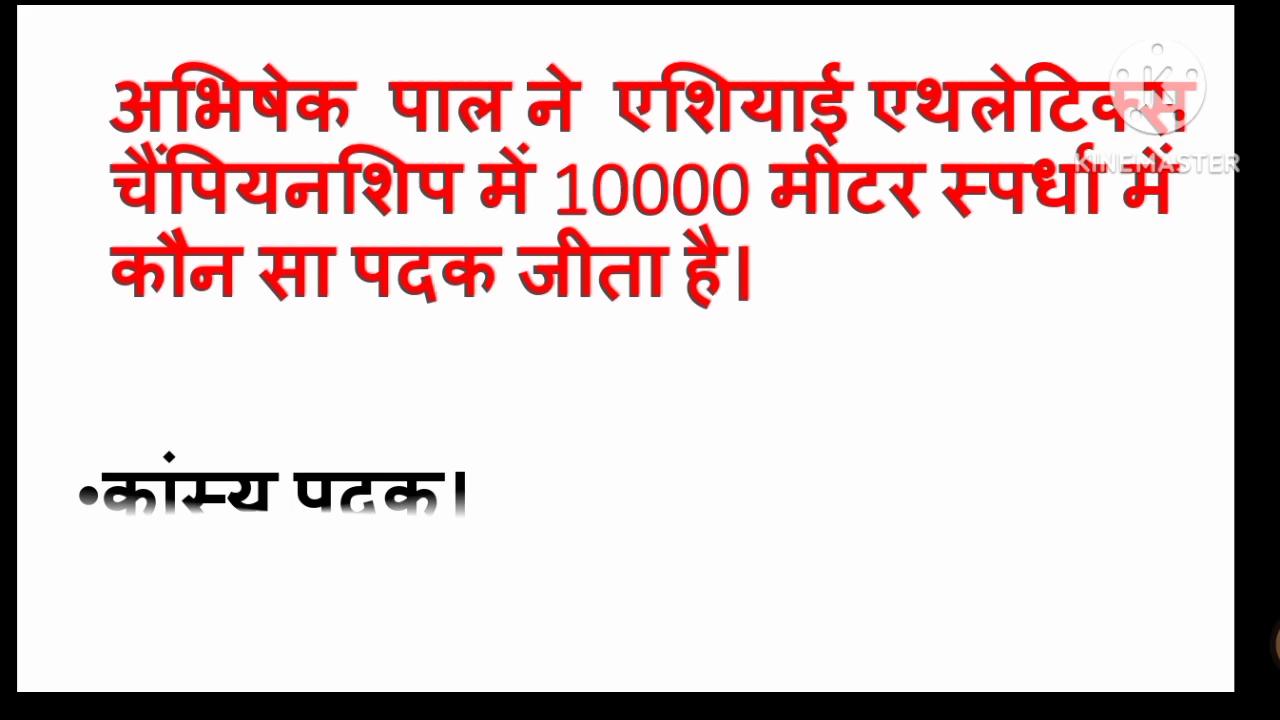 अभिषेक पाल ने एशियाई एथलेटिक्स
चैंपियनशिप में 10000 मीटर स्पर्धा में
कौन सा पदक जीता है।
•कांस्य पदक।
KINEMASTER